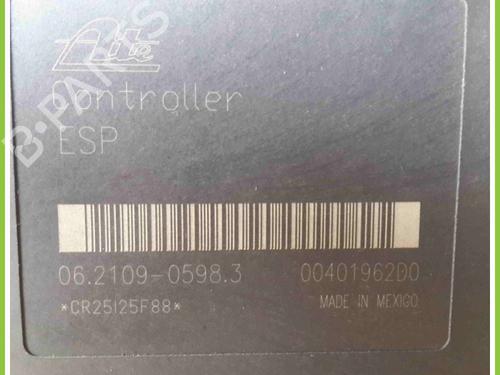 Ate
Controller
ESP
06.2109-0598.3 00401962D0
*CR25I25F88* MADE IN MEXICO
B-PARTS